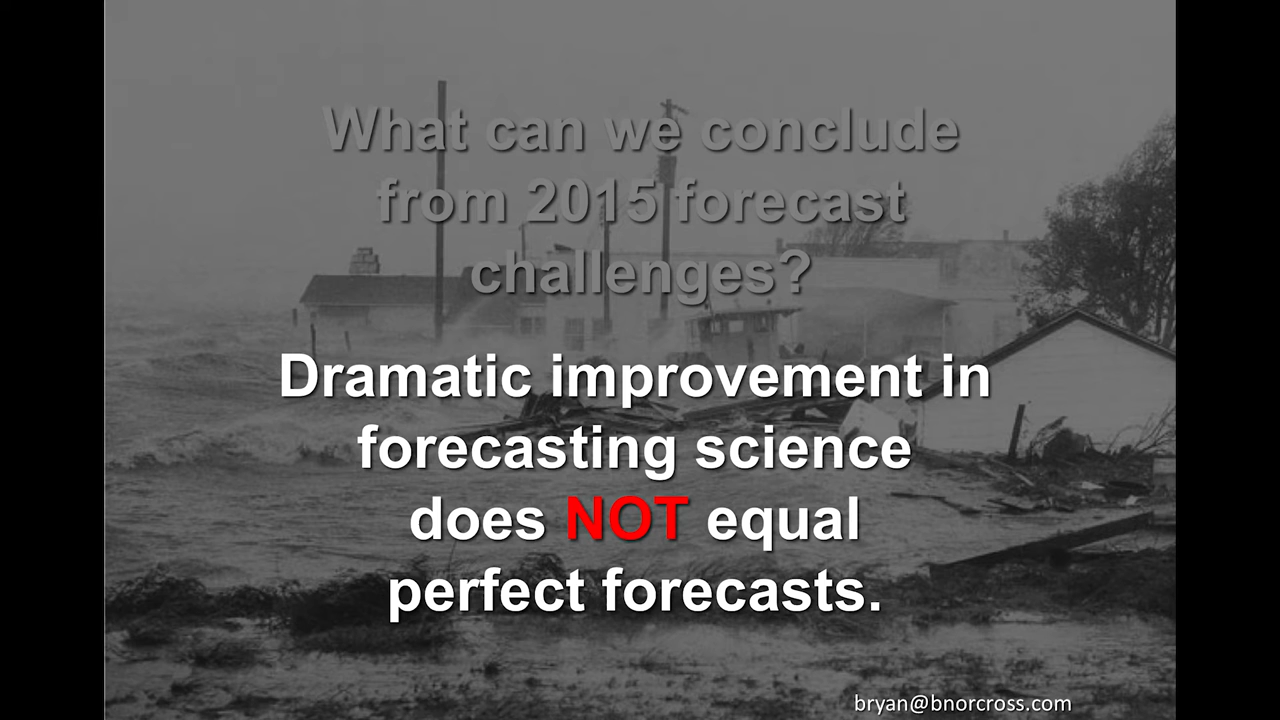 What can we conclude
from 2015 forecast
challenges?
Dramatic improvement in
forecasting science
does NOT equal
perfect forecasts.
bryan@bnorcross.com